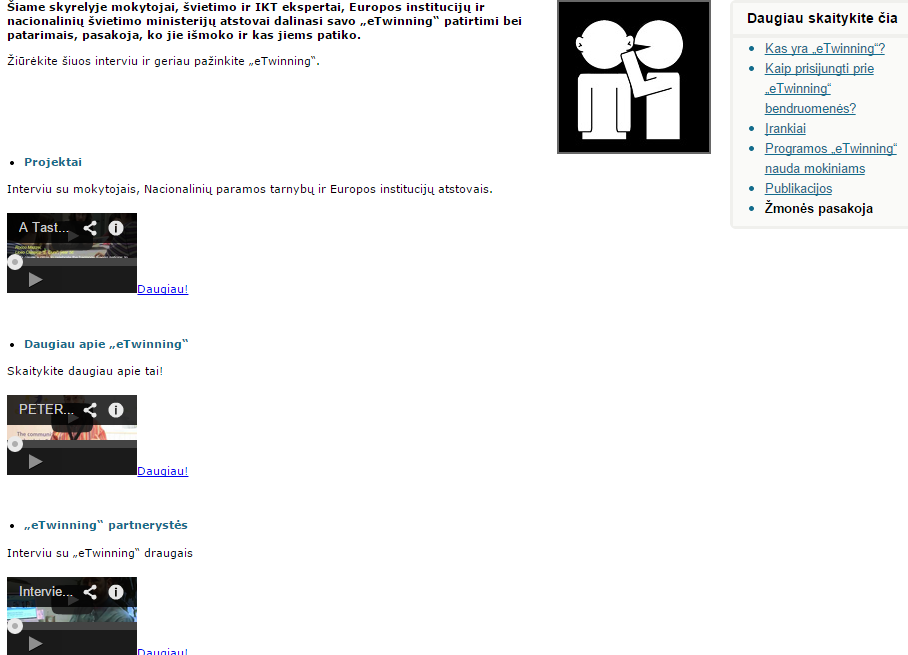 Šiame skyrelyje mokytojai, švietimo ir IKT ekspertai, Europos institucijų ir
nacionalinių švietimo ministerijų atstovai dalinasi savo „eTwinning“ patirtimi bei
patarimais, pasakoja, ko jie išmoko ir kas jiems patiko.
Žiūrėkite šiuos interviu ir geriau pažinkite „eTwinning“.
Projektai
Interviu su mokytojais, Nacionalinių paramos tarnybų ir Europos institucijų atstovais.
A Tast...
Daugiau!
Daugiau apie „eTwinning“
Skaitykite daugiau apie tai!
PETER...
The communi
Daugiau!
„eTwinning“ partnerystės
Interviu su „eTwinning“ draugais
Intervie...
Daugiau!
Daugiau skaitykite čia
Kas yra „eTwinning“?
Kaip prisijungti prie
„eTwinning“
bendruomenės?
Įrankiai
Programos „eTwinning“
nauda mokiniams
Publikacijos
Žmonės pasakoja